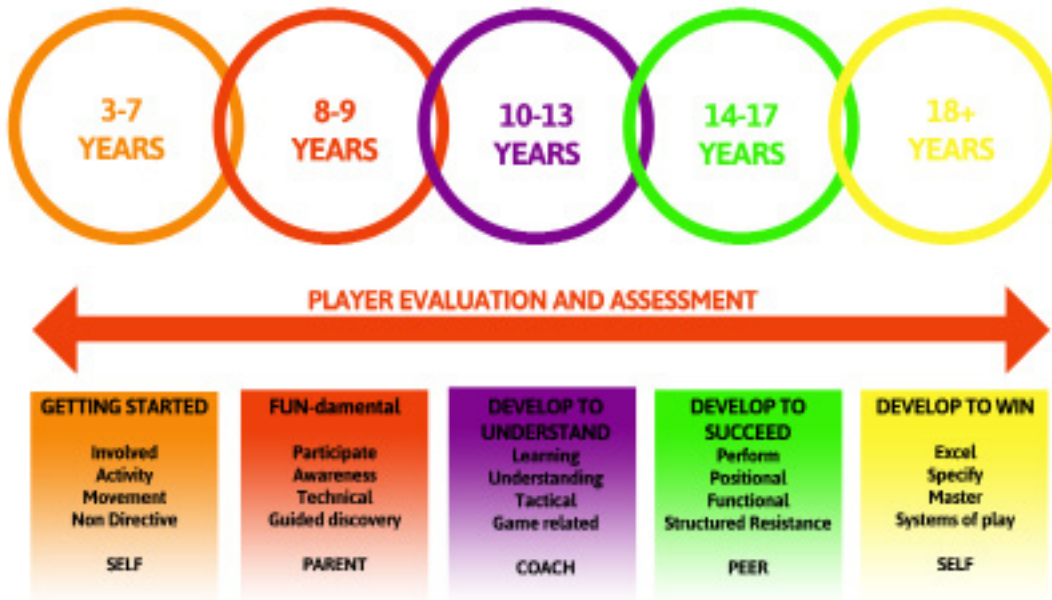 3-7
YEARS
8-9
YEARS
10-13
YEARS
14-17
YEARS
18+
YEARS
PLAYER EVALUATION AND ASSESSMENT
GETTING STARTED
Involved
Activity
Movement
Non Directive
SELF
FUN-damental
Participate
Awareness
Technical
Guided discovery
PARENT
DEVELOP TO
UNDERSTAND
Learning
Understanding
Tactical
Game related
COACH
DEVELOP TO
SUCCEED
Perform
Positional
Functional
Structured Resistance
PEER
DEVELOP TO WIN
Excel
Specify
Master
Systems of play
SELF